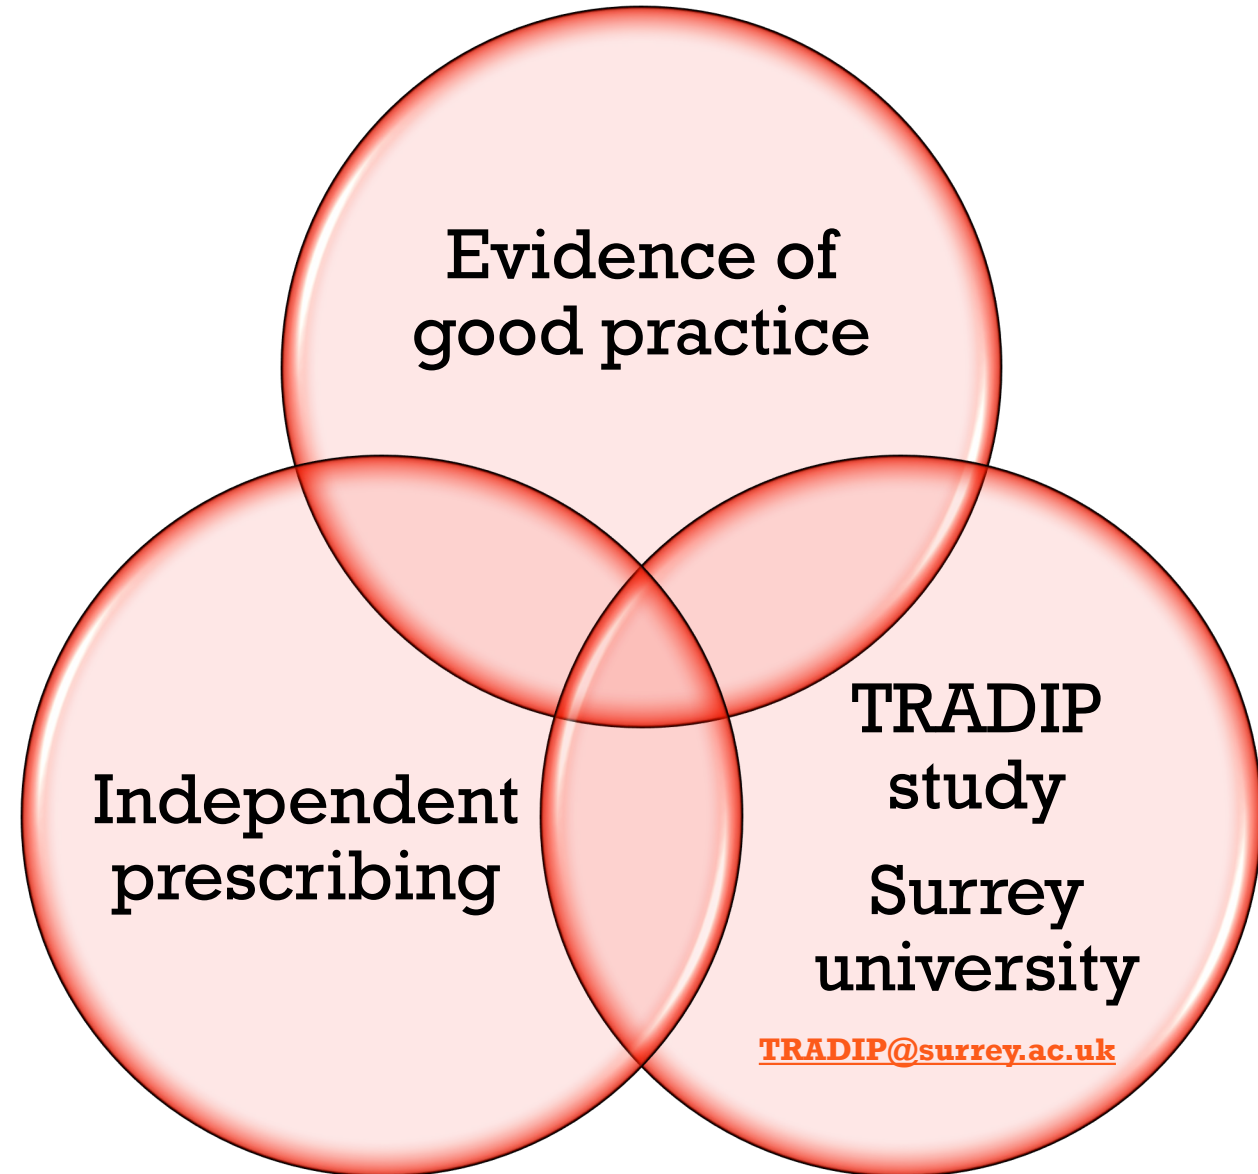 Evidence of
good practice
Independent
prescribing
TRADIP
study
Surrey
university
TRADIP@surrey.ac.uk